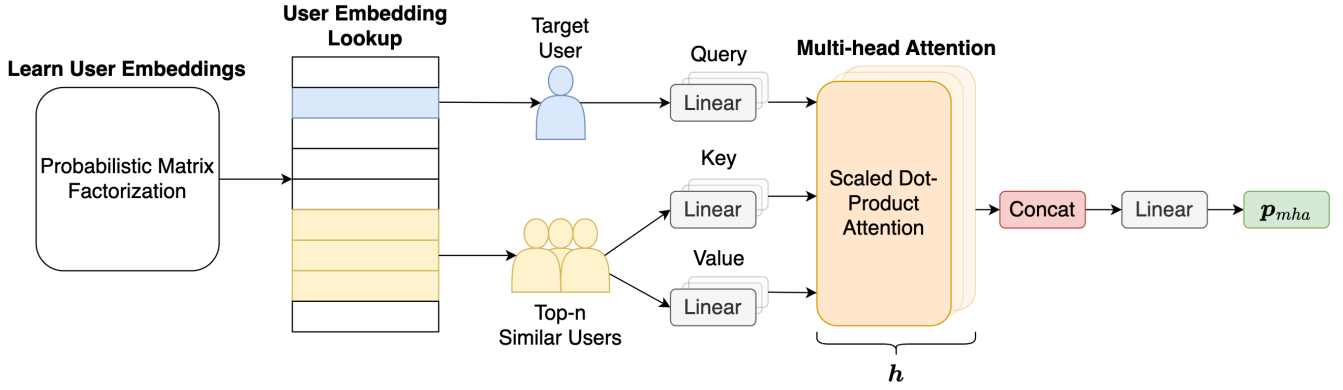 Learn User Embeddings
Probabilistic Matrix
Factorization
User Embedding
Lookup
Target
User
Top-n
Similar Users
Query
Linear
Key
Linear
Value
Linear
Multi-head Attention
Scaled Dot-
Product
Attention
h
Concat
Linear
p_mha